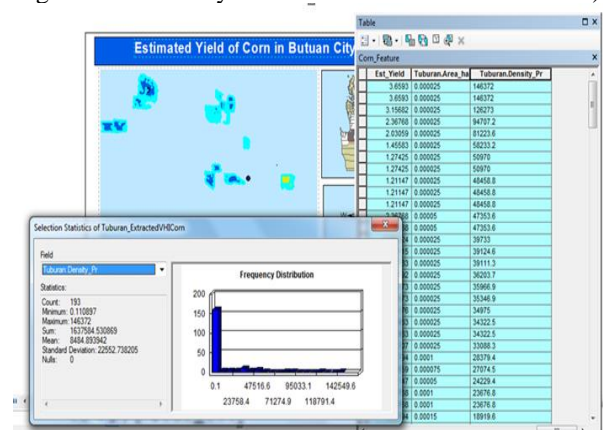 Table
Estimated Yield of Corn in Butuan City
Corn_Feature
Est_Yield Tuburan.Area_ha Tuburan.Density_Pr
3.6593 0.000025 146372
3.6593 0.000025 146372
3.15682 0.000025 126273
2.36768 0.000025 94707.2
2.03059 0.000025 81223.6
1.45583 0.000025 58233.2
1.27425 0.000025 50970
1.27425 0.000025 50970
1.21147 0.000025 48458.8
1.21147 0.000025 48458.8
1.21147 0.000025 48458.8
0.00005 47353.6
0.00005 47353.6
0.000025 39733
0.000025 39124.6
0.000025 39111.3
0.000025 36203.7
0.000025 35966.9
0.000025 35346.9
0.000025 34975
0.000025 34322.5
0.000025 34322.5
0.000025 33088.3
0.0001 28379.4
0.000075 27074.5
0.00005 24229.4
0.0001 23676.8
0.0001 23676.8
0.00015 18919.6
Selection Statistics of Tuburan_ExtractedVHICorn
Field
Tuburan.Density_Pr
Statistics:
Count: 193
Minimum: 0.110897
Maximum: 146372
Sum: 1637584.530869
Mean: 8484.893942
Standard Deviation: 22552.738205
Nulls: 0
Frequency Distribution
200
150
100
50
0
0.1 47516.6 95033.1 142549.6
23758.4 71274.9 118791.4